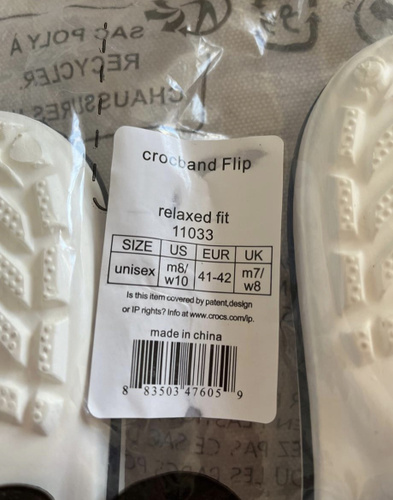 SAC POLY À
RECYCLER
CHAUSSURES
crocband Flip
relaxed fit
11033
SIZE US EUR UK
unisex m8/ w10 41-42 m7/ w8
Is this item covered by patent,design
or IP rights? Info at www.crocs.com/ip.
made in china
8 83503 47605 9